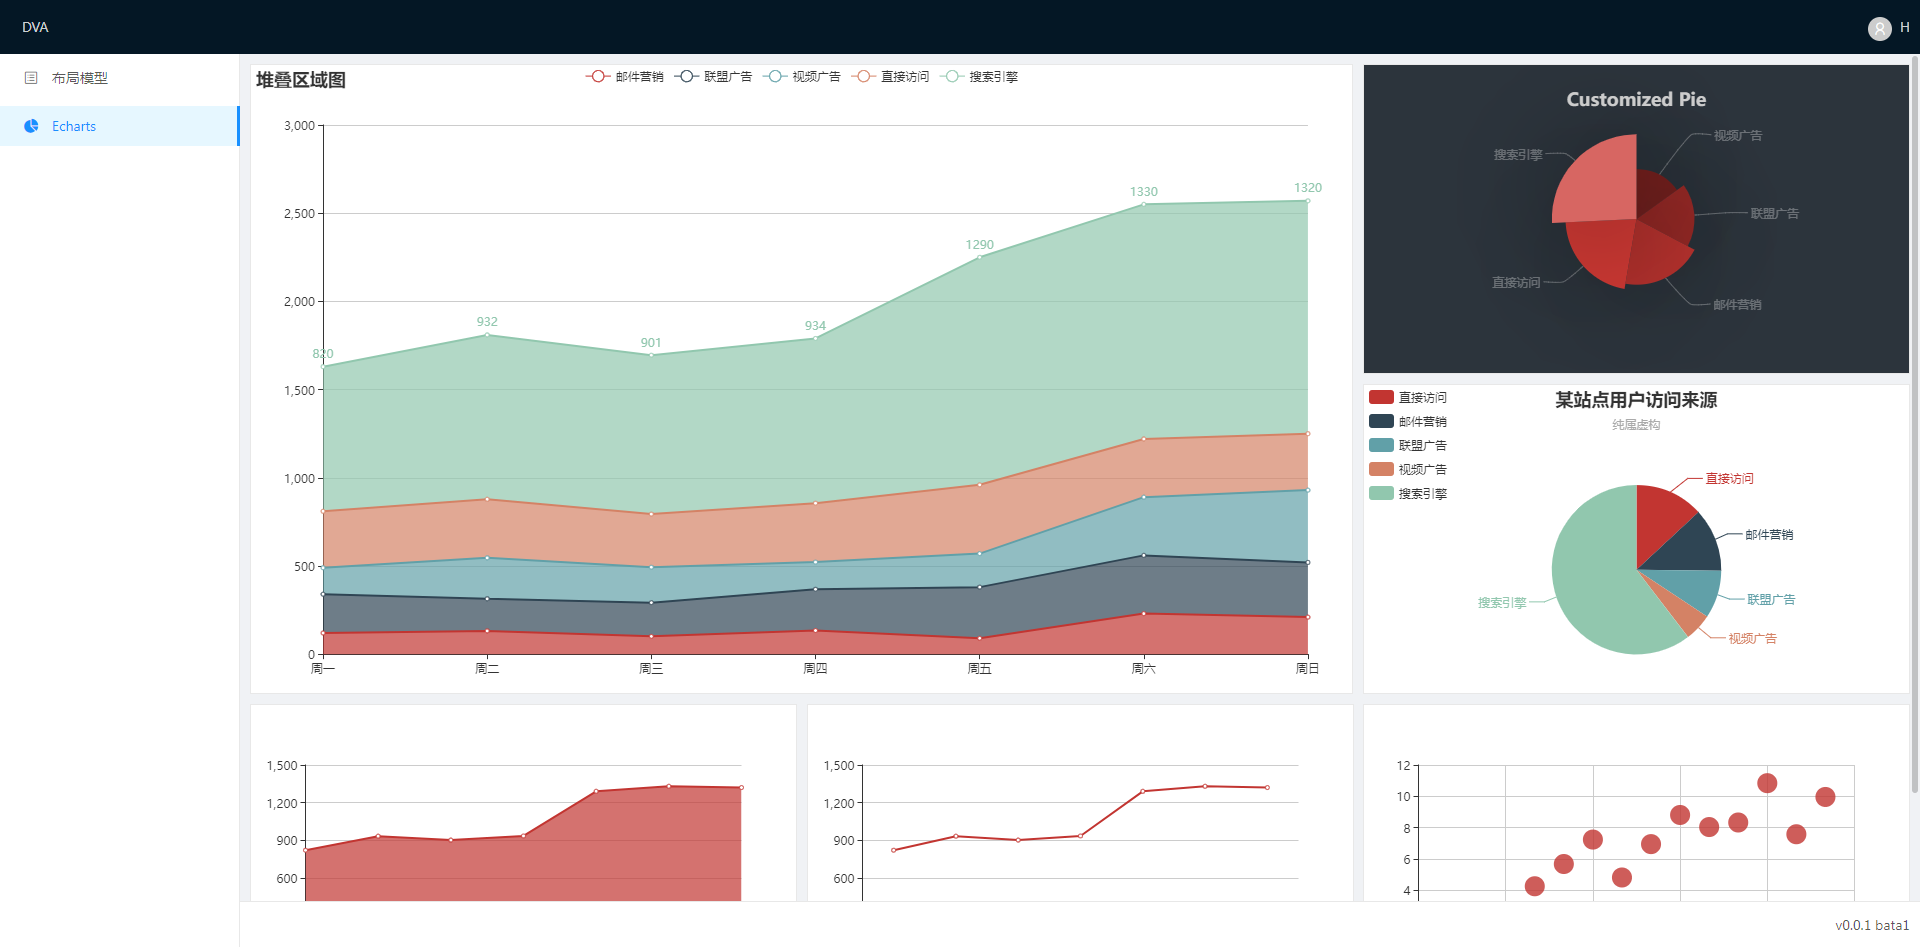 DVA
H
布局模型
Echarts
堆叠区域图
邮件营销 联盟广告 视频广告 直接访问 搜索引擎
3,000
2,500
2,000
1,500
1,000
500
0
820 932 901 934 1290 1330 1320
周一 周二 周三 周四 周五 周六 周日
Customized Pie
视频广告
搜索引擎
联盟广告
直接访问
邮件营销
某站点用户访问来源
纯属虚构
直接访问
邮件营销
联盟广告
视频广告
搜索引擎
直接访问
邮件营销
联盟广告
搜索引擎
视频广告
1,500
1,200
900
600
1,500
1,200
900
600
12
10
8
6
4
v0.0.1 bata1